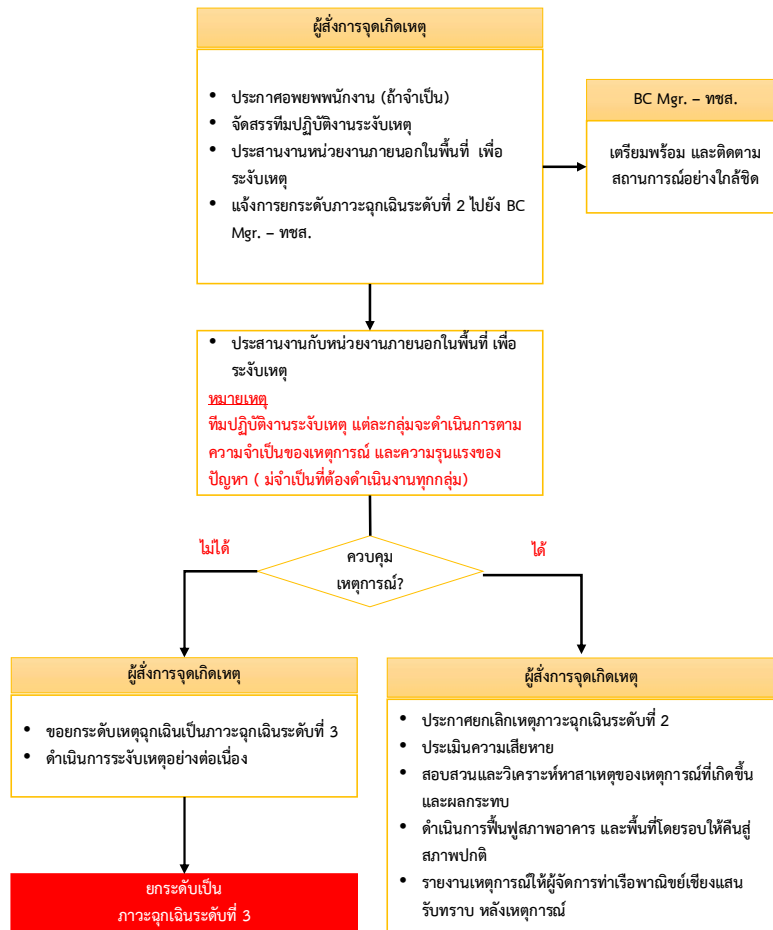 ผู้สั่งการจุดเกิดเหตุ
• ประกาศอพยพพนักงาน (ถ้าจำเป็น)
• จัดสรรทีมปฏิบัติงานระงับเหตุ
• ประสานงานหน่วยงานภายนอกในพื้นที่ เพื่อ
ระงับเหตุ
• แจ้งการยกระดับภาวะฉุกเฉินระดับที่ 2 ไปยัง BC
Mgr. – ทชส.
BC Mgr. – ทชส.
เตรียมพร้อม และติดตาม
สถานการณ์อย่างใกล้ชิด
• ประสานงานกับหน่วยงานภายนอกในพื้นที่ เพื่อ
ระงับเหตุ
หมายเหตุ
ทีมปฏิบัติงานระงับเหตุ แต่ละกลุ่มจะดำเนินการตาม
ความจำเป็นของเหตุการณ์ และความรุนแรงของ
ปัญหา ( ม่จำเป็นที่ต้องดำเนินงานทุกกลุ่ม)
ไม่ได้
ควบคุม
เหตุการณ์?
ได้
ผู้สั่งการจุดเกิดเหตุ
• ขอยกระดับเหตุฉุกเฉินเป็นภาวะฉุกเฉินระดับที่ 3
• ดำเนินการระงับเหตุอย่างต่อเนื่อง
ยกระดับเป็น
ภาวะฉุกเฉินระดับที่ 3
ผู้สั่งการจุดเกิดเหตุ
• ประกาศยกเลิกเหตุภาวะฉุกเฉินระดับที่ 2
• ประเมินความเสียหาย
• สอบสวนและวิเคราะห์หาสาเหตุของเหตุการณ์ที่เกิดขึ้น
และผลกระทบ
• ดำเนินการฟื้นฟูสภาพอาคาร และพื้นที่โดยรอบให้คืนสู่
สภาพปกติ
• รายงานเหตุการณ์ให้ผู้จัดการท่าเรือพาณิชย์เชียงแสน
รับทราบ หลังเหตุการณ์